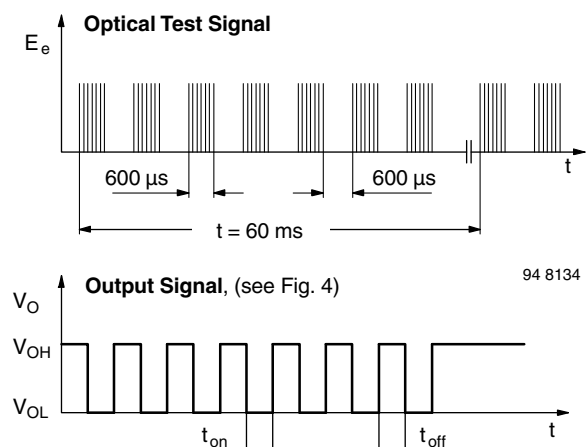 Optical Test Signal
E e
t
600 µs
600 µs
t = 60 ms
94 8134
Output Signal, (see Fig. 4)
V O
V OH
V OL
t on
t off
t